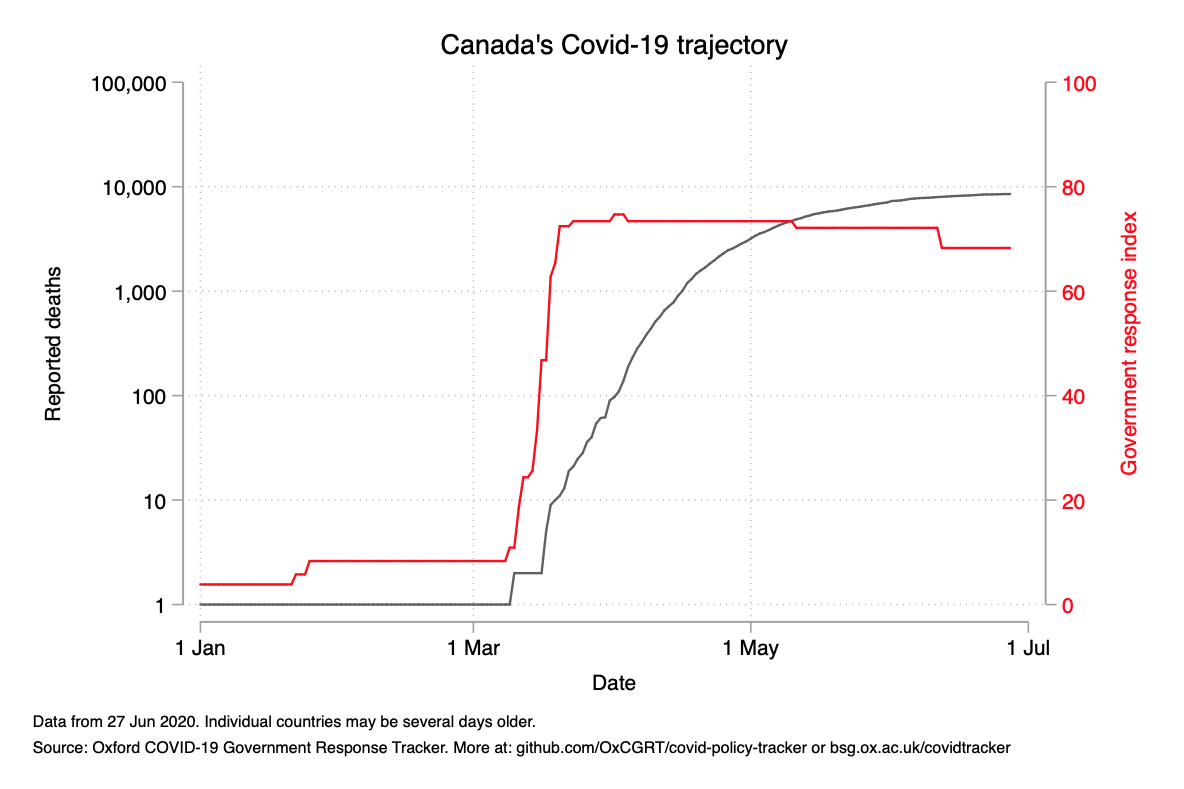 Canada's Covid-19 trajectory
100,000
10,000
1,000
100
10
1
Reported deaths
100
80
60
40
20
0
Government response index
1 Jan
1 Mar
1 May
1 Jul
Date
Data from 27 Jun 2020. Individual countries may be several days older.
Source: Oxford COVID-19 Government Response Tracker. More at: github.com/OxCGRT/covid-policy-tracker or bsg.ox.ac.uk/covidtracker